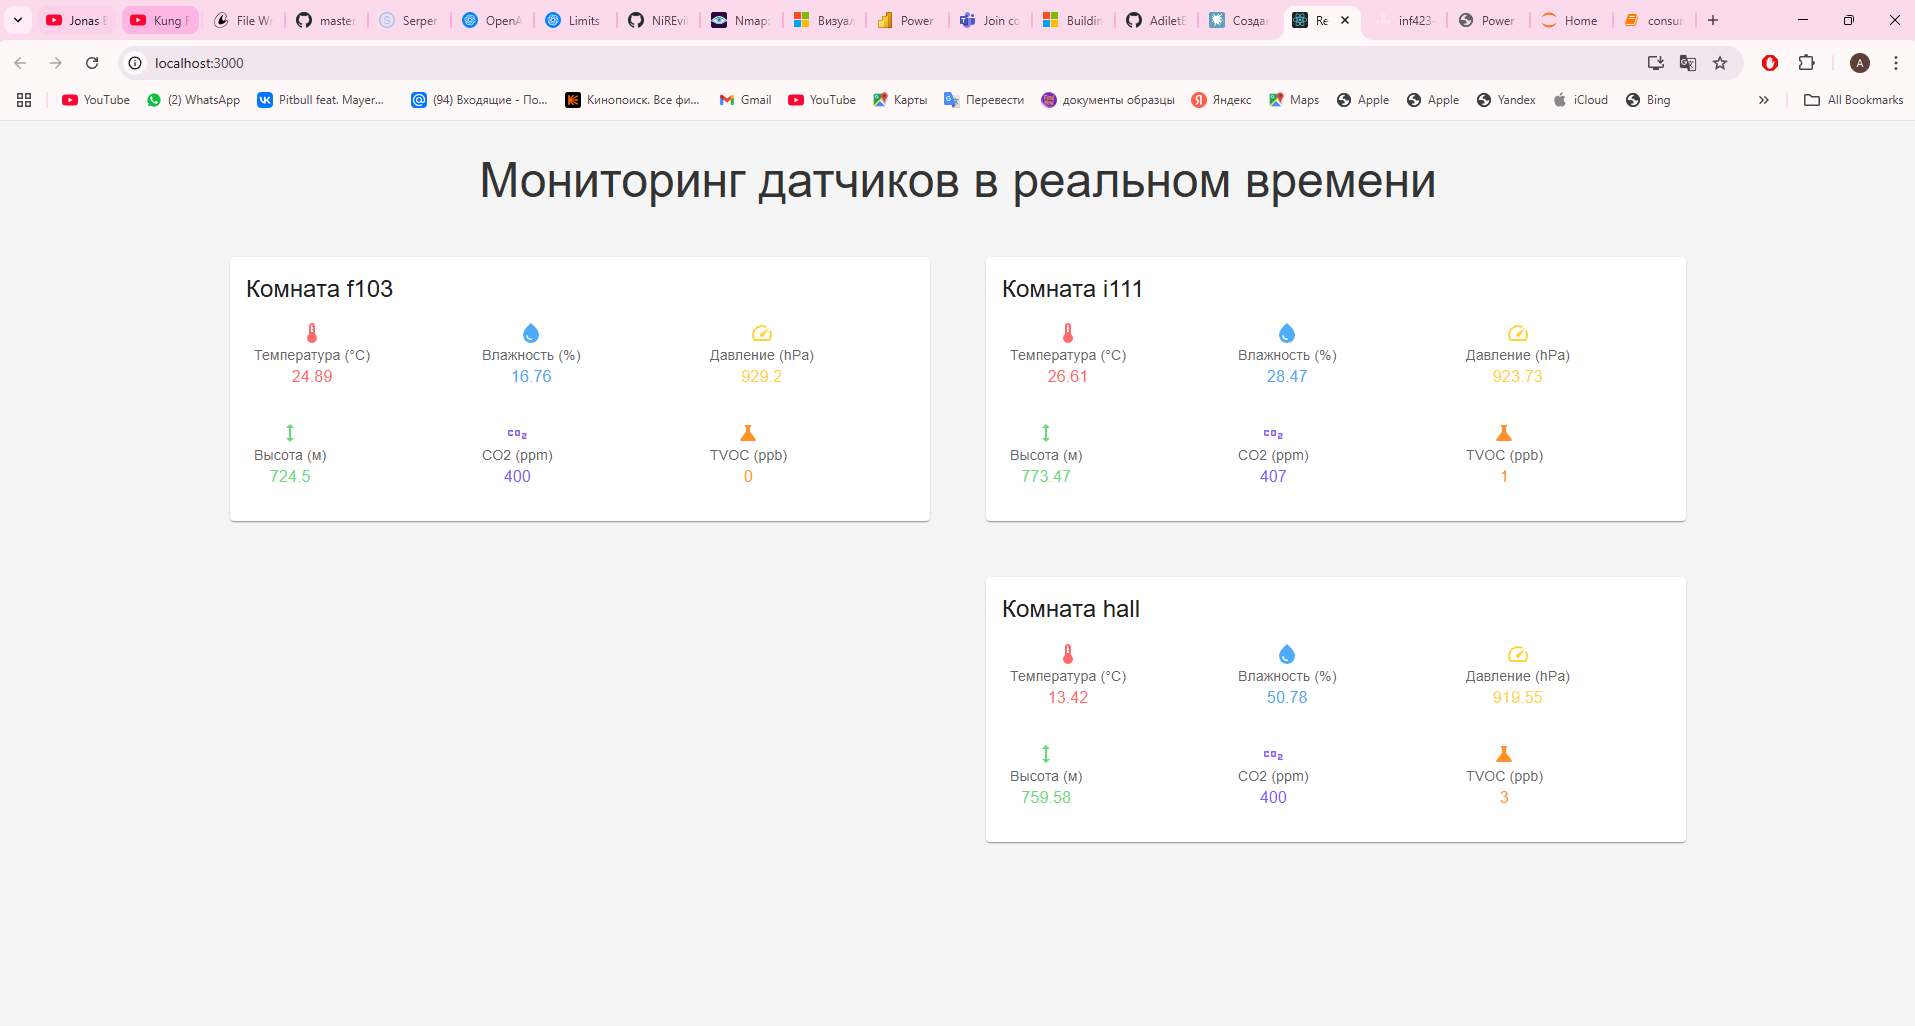 Jonas B Kung F File Wr master Serper OpenA Limits NiREvil Nmap: Визуал Power Join co Buildin AdiletB Созда Re inf423- Power Home consum
localhost:3000
YouTube (2) WhatsApp Pitbull feat. Mayer... (94) Входящие - По... Кинопоиск. Все фи... Gmail YouTube Карты Перевести документы образцы Яндекс Maps Apple Apple Yandex iCloud Bing All Bookmarks
Мониторинг датчиков в реальном времени
Комната f103
Температура (°C) Влажность (%) Давление (hPa)
24.89 16.76 929.2
Высота (м) CO2 (ppm) TVOC (ppb)
724.5 400 0
Комната i111
Температура (°C) Влажность (%) Давление (hPa)
26.61 28.47 923.73
Высота (м) CO2 (ppm) TVOC (ppb)
773.47 407 1
Комната hall
Температура (°C) Влажность (%) Давление (hPa)
13.42 50.78 919.55
Высота (м) CO2 (ppm) TVOC (ppb)
759.58 400 3